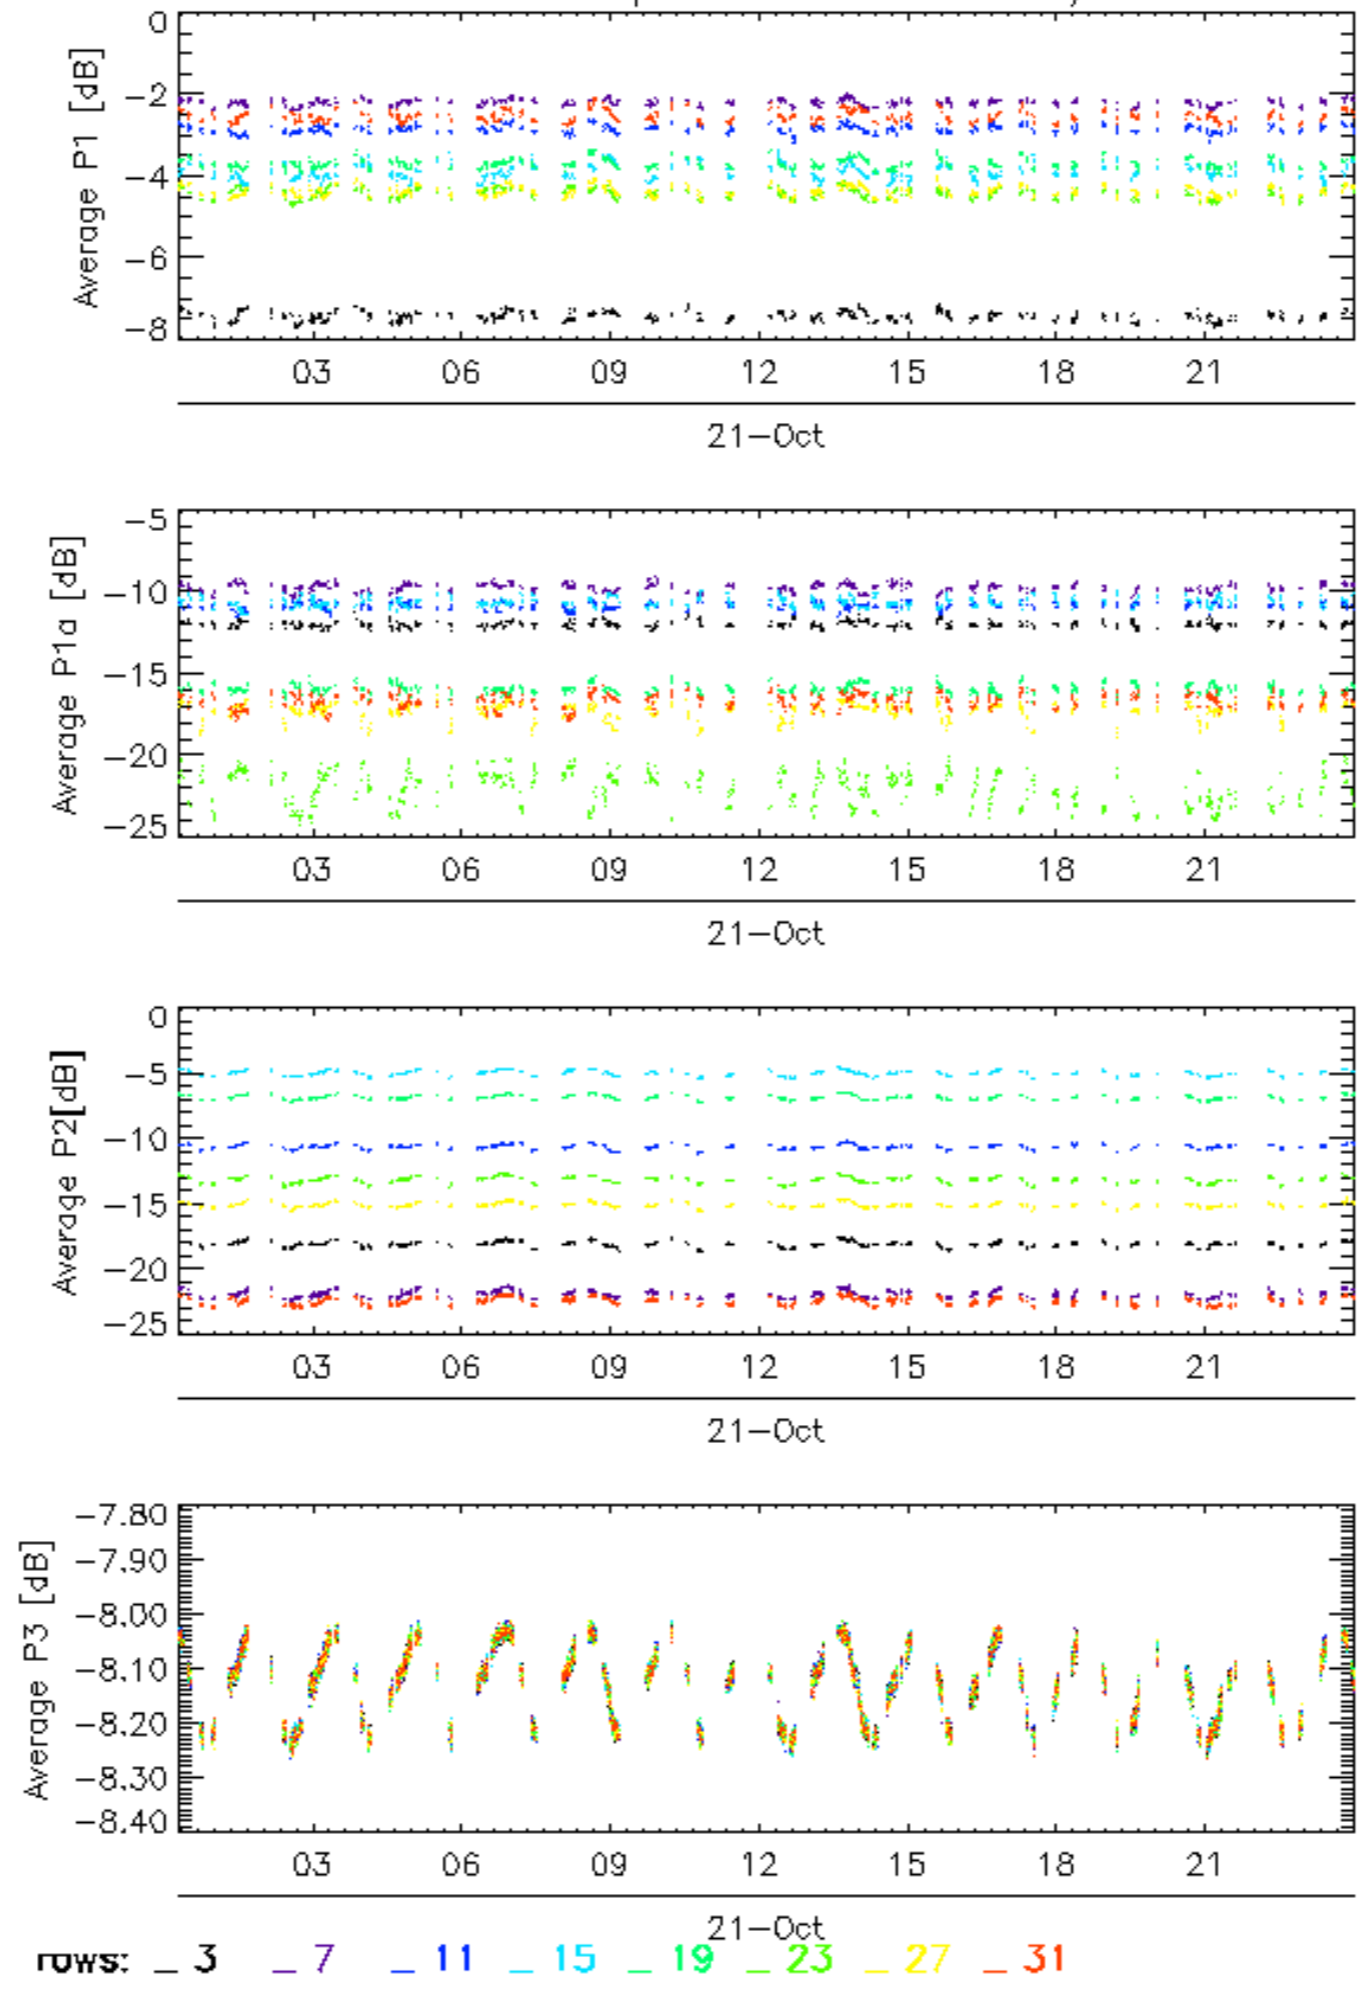 0
−2
−4
−6
−8
Average P1 [dB]
03 06 09 12 15 18 21
21−Oct
−5
−10
−15
−20
−25
Average P1a [dB]
03 06 09 12 15 18 21
21−Oct
0
−5
−10
−15
−20
−25
Average P2[dB]
03 06 09 12 15 18 21
21−Oct
−7.80
−7.90
−8.00
−8.10
−8.20
−8.30
−8.40
Average P3 [dB]
03 06 09 12 15 18 21
21−Oct
rows: _ 3 _ 7 _ 11 _ 15 _ 19 _ 23 _ 27 _ 31